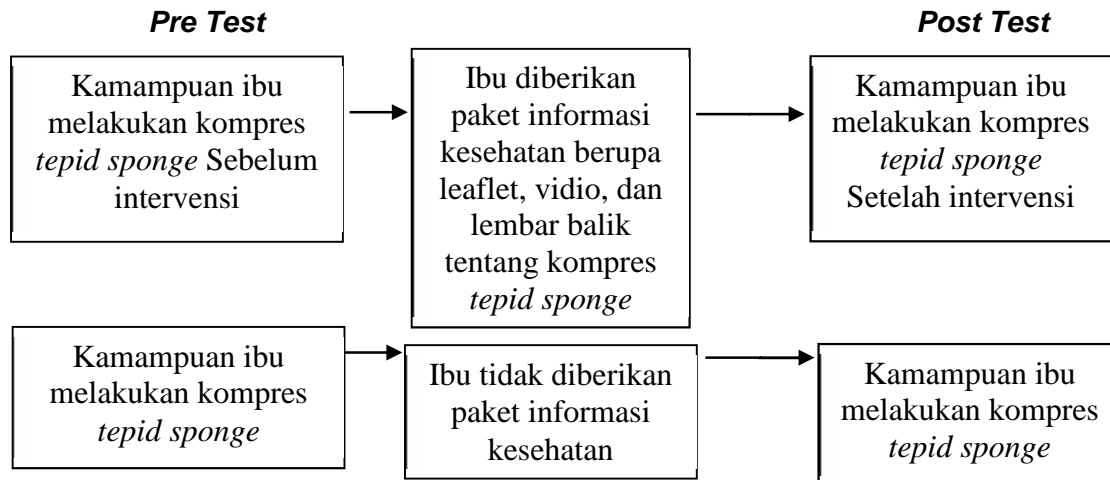 Pre Test
Post Test
Kamampuan ibu
melakukan kompres
tepid sponge Sebelum
intervensi
Ibu diberikan
paket informasi
kesehatan berupa
leaflet, vidio, dan
lembar balik
tentang kompres
tepid sponge
Kamampuan ibu
melakukan kompres
tepid sponge
Setelah intervensi
Kamampuan ibu
melakukan kompres
tepid sponge
Ibu tidak diberikan
paket informasi
kesehatan
Kamampuan ibu
melakukan kompres
tepid sponge